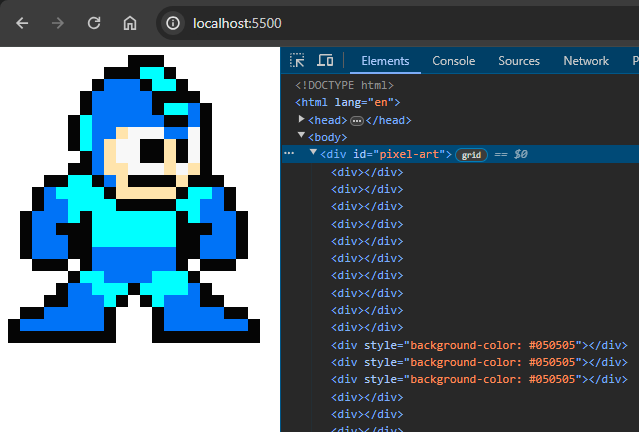 localhost:5500
Elements Console Sources Network P
<!DOCTYPE html>
<html lang="en">
<head> … </head>
<body>
… <div id="pixel-art"> grid == $0
<div></div>
<div></div>
<div></div>
<div></div>
<div></div>
<div></div>
<div></div>
<div></div>
<div></div>
<div></div>
<div style="background-color: #050505"></div>
<div style="background-color: #050505"></div>
<div style="background-color: #050505"></div>
<div></div>
<div></div>
<div></div>